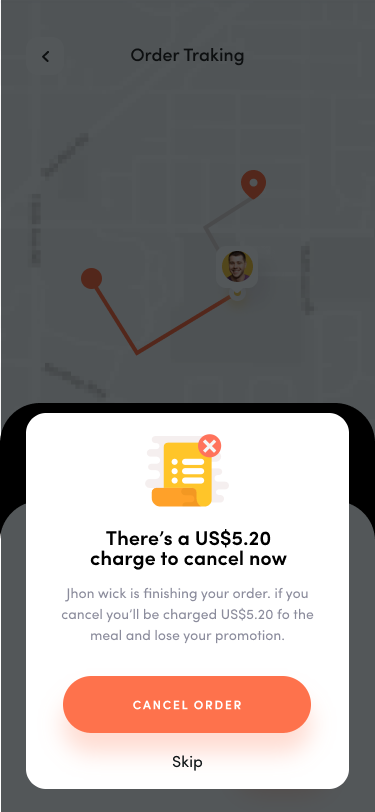 Order Traking
There's a US$5.20
charge to cancel now
Jhon wick is finishing your order. if you
cancel you'll be charged US$5.20 fo the
meal and lose your promotion.
CANCEL ORDER
Skip